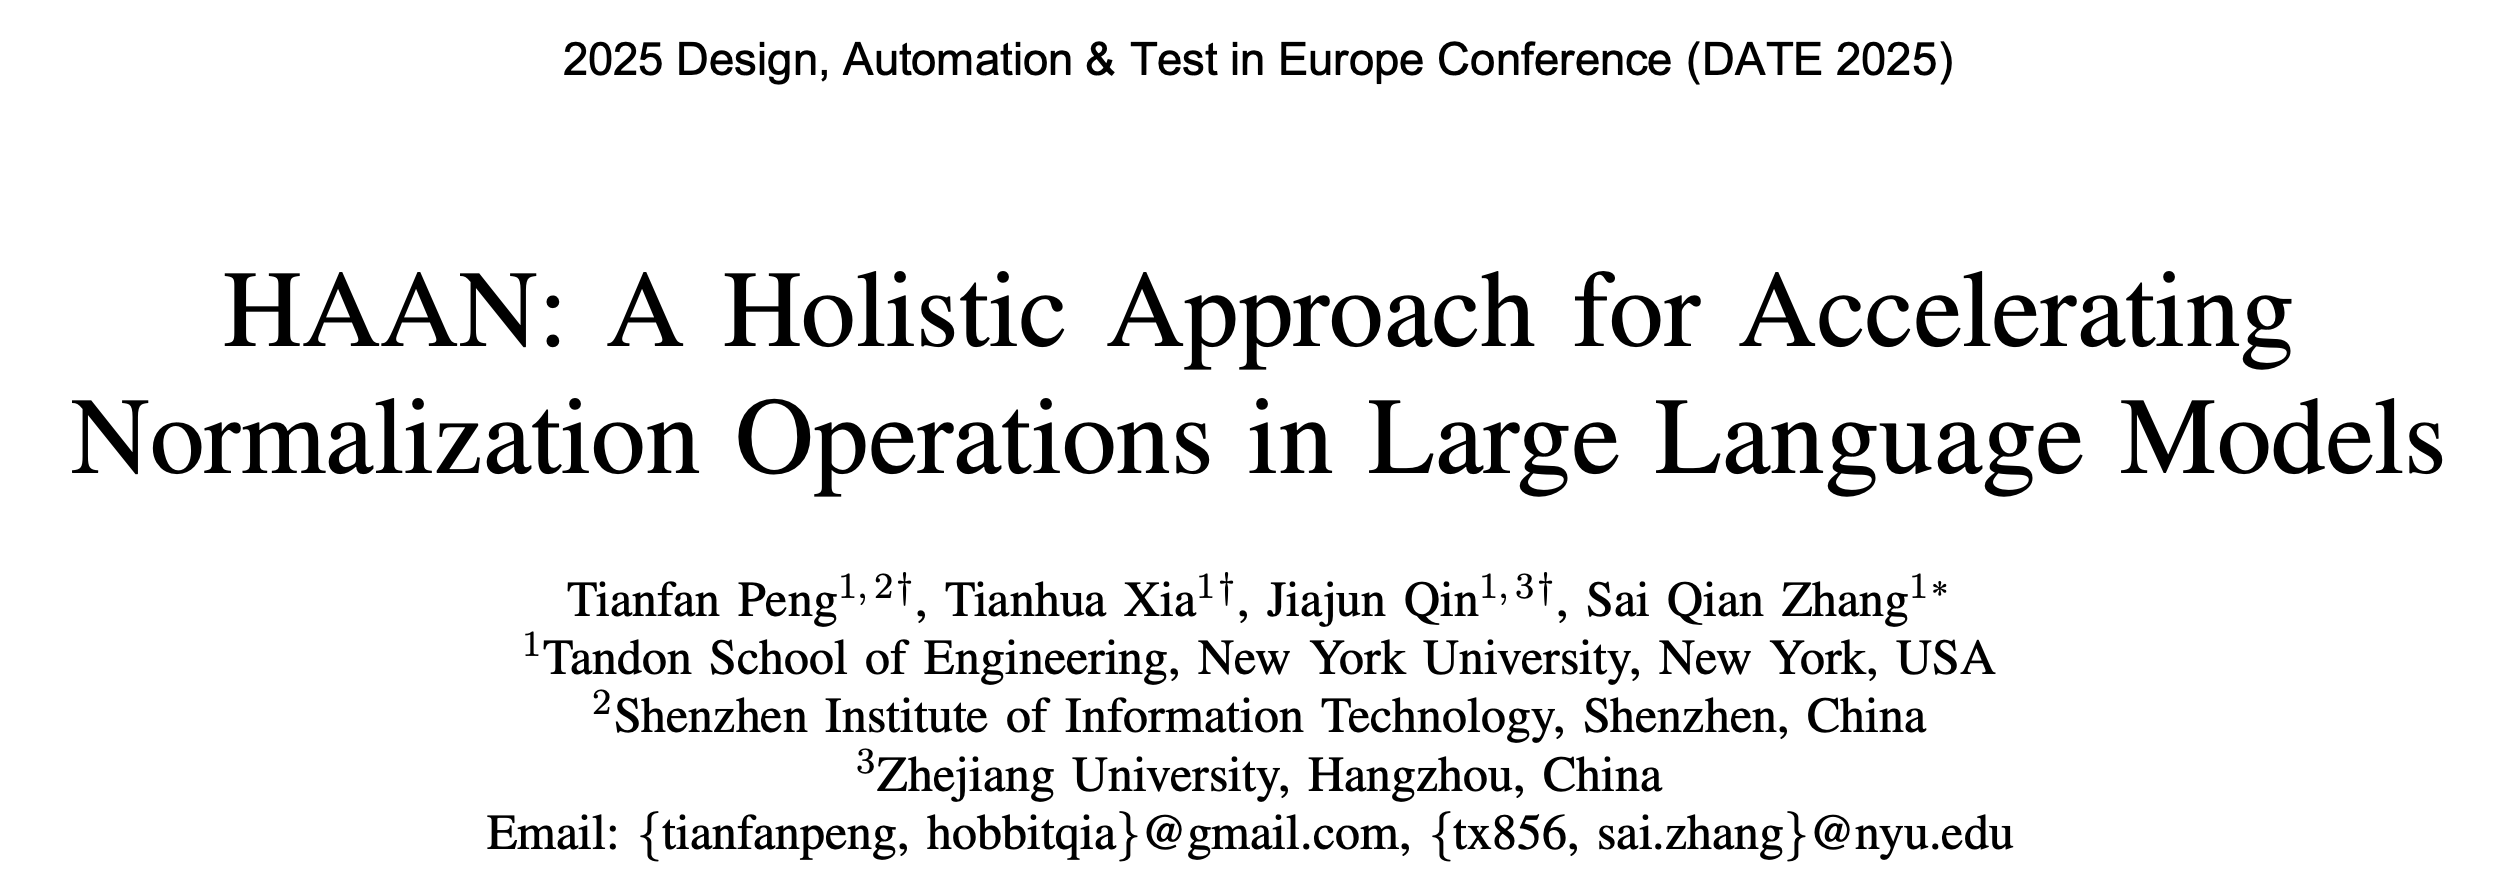 2025 Design, Automation & Test in Europe Conference (DATE 2025)
HAAN: A Holistic Approach for Accelerating
Normalization Operations in Large Language Models
Tianfan Peng1,2†, Tianhua Xia1†, Jiajun Qin1,3†, Sai Qian Zhang1*
1Tandon School of Engineering, New York University, New York, USA
2Shenzhen Institute of Information Technology, Shenzhen, China
3Zhejiang University, Hangzhou, China
Email: {tianfanpeng, hobbitqia}@gmail.com, {tx856, sai.zhang}@nyu.edu